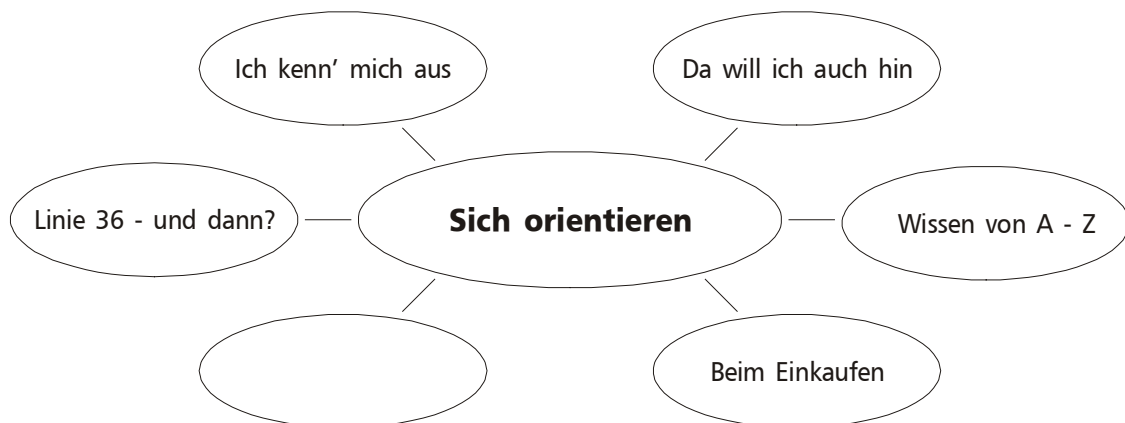 Ich kenn’ mich aus
Da will ich auch hin
Linie 36 - und dann?
Sich orientieren
Wissen von A - Z
Beim Einkaufen